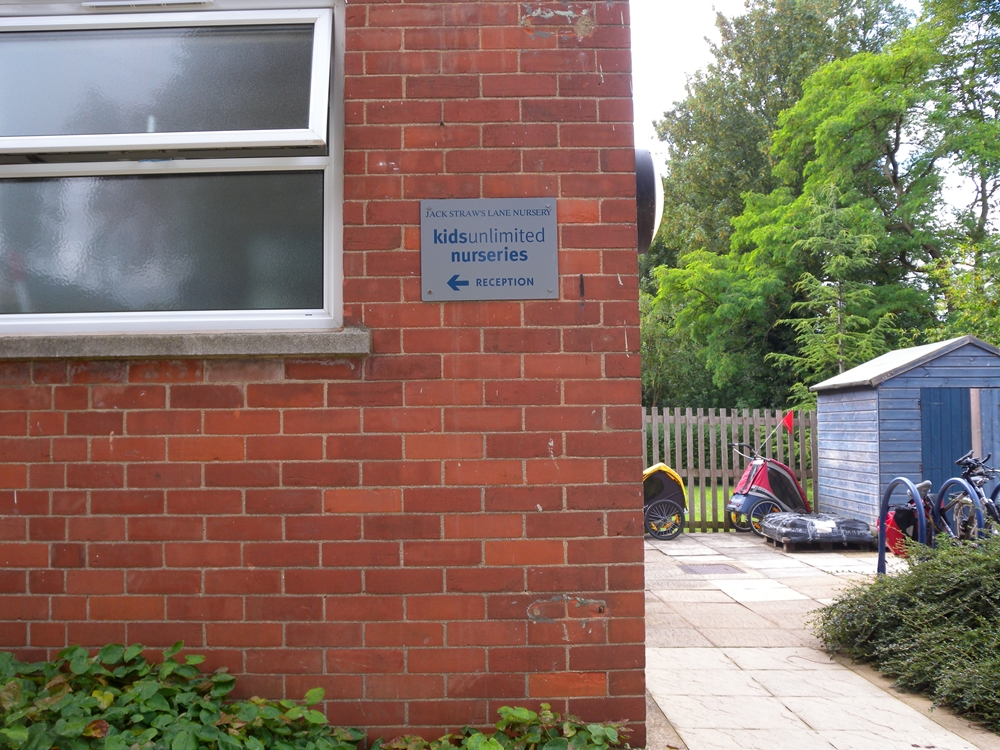 JACK STRAW'S LANE NURSERY
kidsunlimited
nurseries
RECEPTION